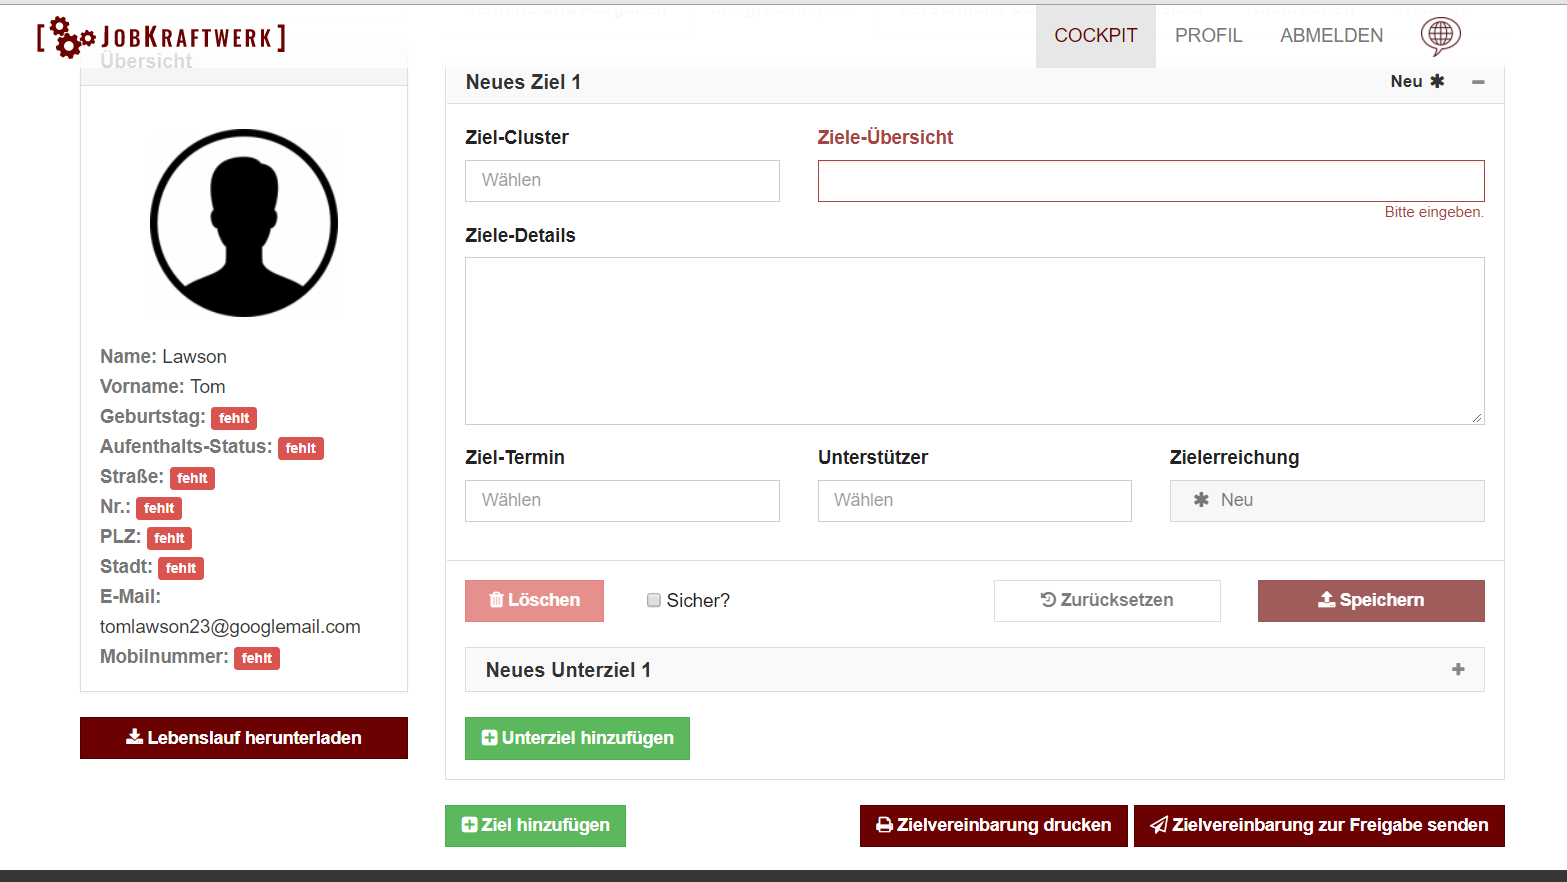 [JOBKRAFTWERK]
COCKPIT
PROFIL
ABMELDEN
Übersicht
Name: Lawson
Vorname: Tom
Geburtstag: fehlt
Aufenthalts-Status: fehlt
Straße: fehlt
Nr.: fehlt
PLZ: fehlt
Stadt: fehlt
E-Mail:
tomlawson23@googlemail.com
Mobilnummer: fehlt
Lebenslauf herunterladen
Neues Ziel 1 Neu
Ziel-Cluster Ziele-Übersicht
Wählen
Bitte eingeben.
Ziele-Details
Ziel-Termin Unterstützer Zielerreichung
Wählen Wählen Neu
Löschen Sicher? Zurücksetzen Speichern
Neues Unterziel 1
Unterziel hinzufügen
Ziel hinzufügen Zielvereinbarung drucken Zielvereinbarung zur Freigabe senden